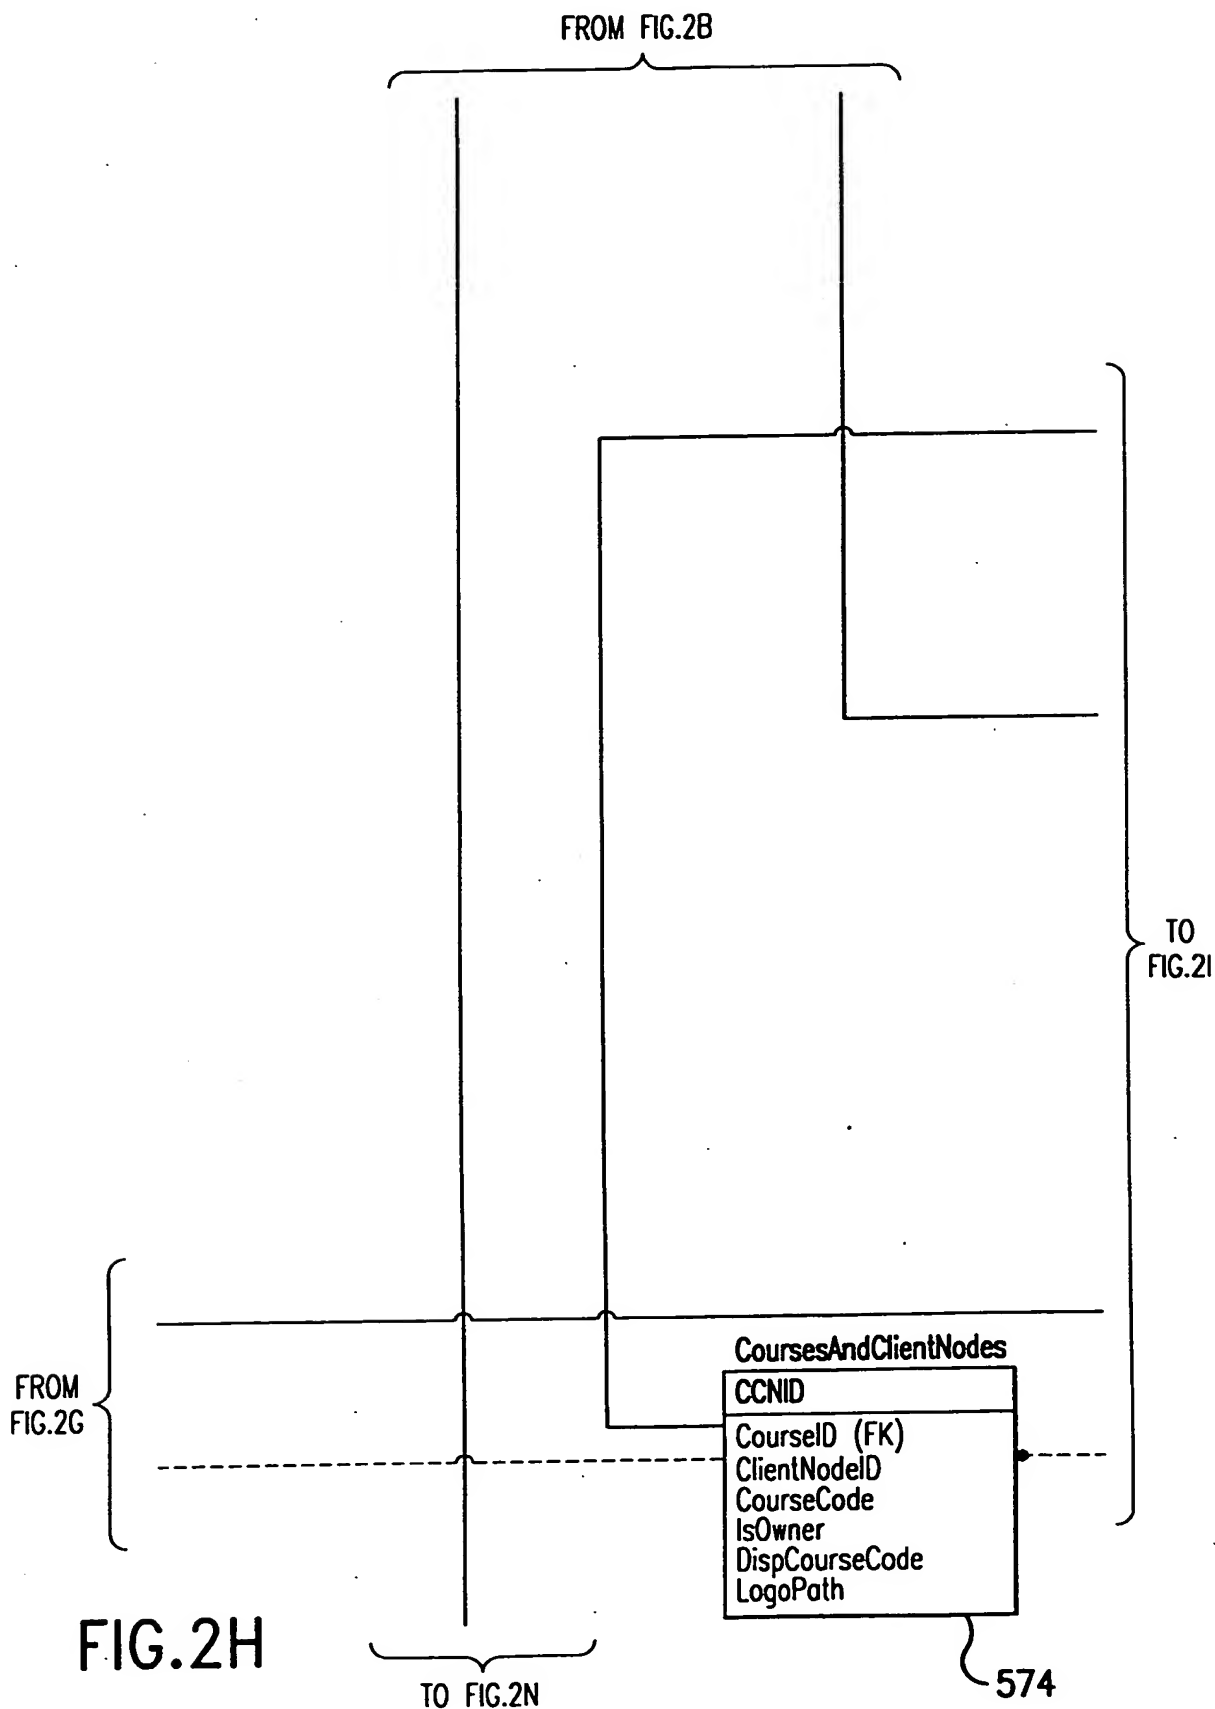 FROM FIG.2B
TO
FIG.2I
FROM
FIG.2G
CoursesAndClientNodes
CCNID
CourseID (FK)
ClientNodeID
CourseCode
IsOwner
DispCourseCode
LogoPath
574
TO FIG.2N
FIG.2H